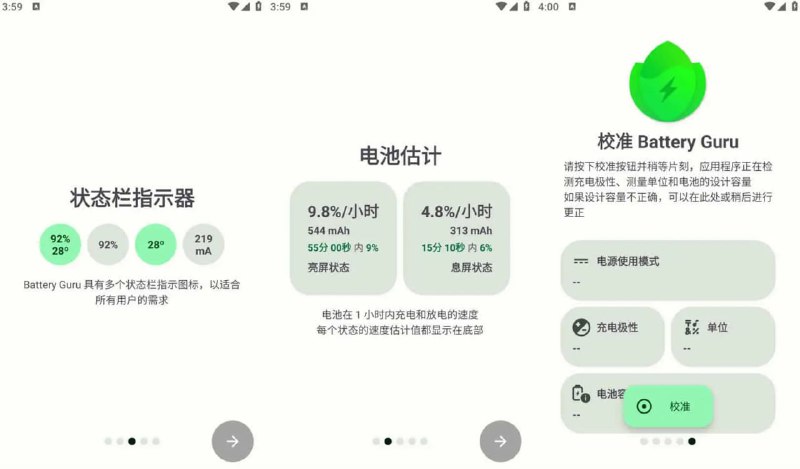 3:59
状态栏指示器
92%
28º
92%
28º
219
mA
Battery Guru 具有多个状态栏指示图标，以适合
所有用户的需求
3:59
电池估计
9.8%/小时
544 mAh
55分 00秒 内 9%
亮屏状态
4.8%/小时
313 mAh
15分 10秒 内 6%
息屏状态
电池在 1 小时内充电和放电的速度
每个状态的速度估计值都显示在底部
4:00
校准 Battery Guru
请按下校准按钮并稍等片刻，应用程序正在检
测充电极性、测量单位和电池的设计容量
如果设计容量不正确，可以在此处或稍后进行
更正
电源使用模式
--
充电极性
--
单位
--
电池容
--
校准